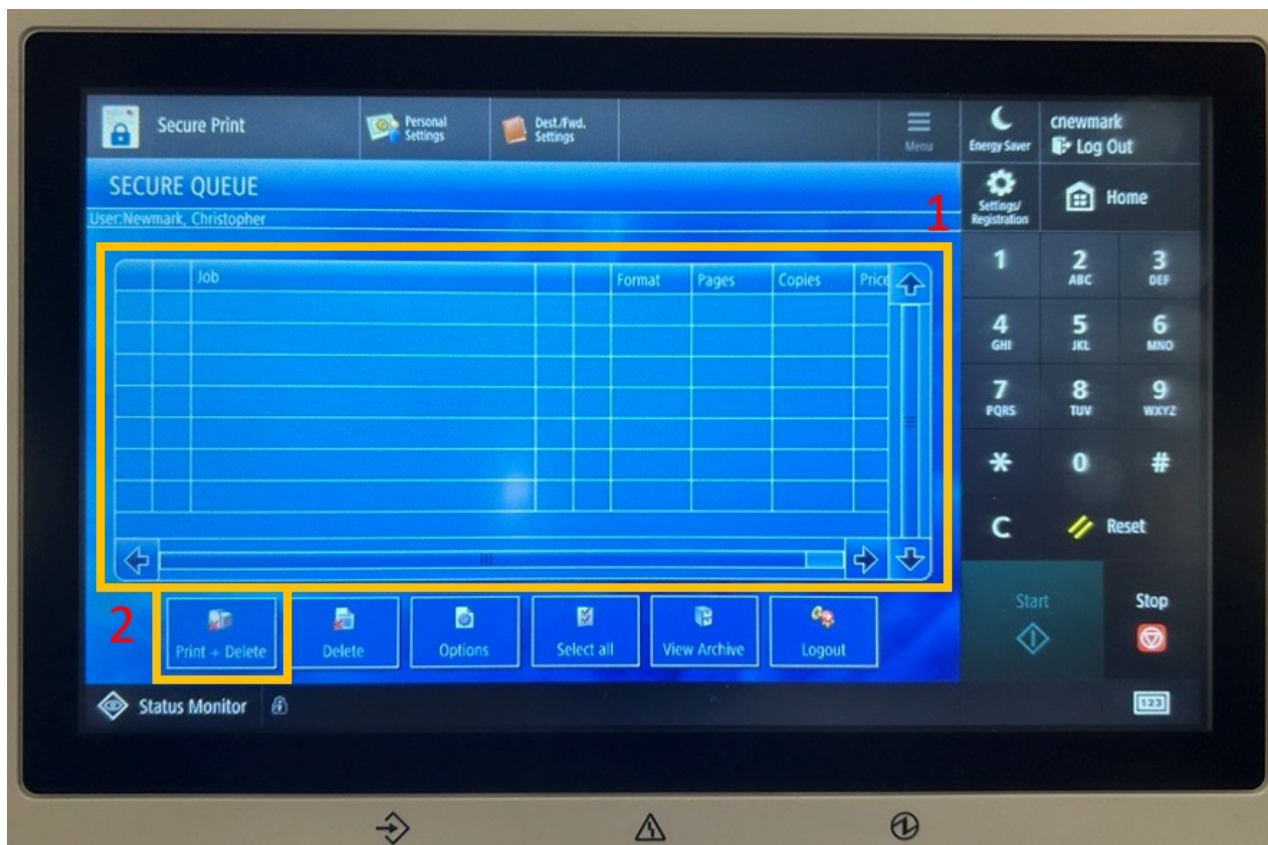 Secure Print
Personal
Settings
Dest./Fwd.
Settings
Menu
Energy Saver
cnewmark
Log Out
SECURE QUEUE
User:Newmark, Christopher
1
Settings/
Registration
Home
Job Format Pages Copies Price
1 2 3
ABC DEF
4 5 6
GHI JKL MNO
7 8 9
PQRS TUV WXYZ
* 0 #
C Reset
2
Print + Delete
Delete
Options
Select all
View Archive
Logout
Start
Stop
Status Monitor
123